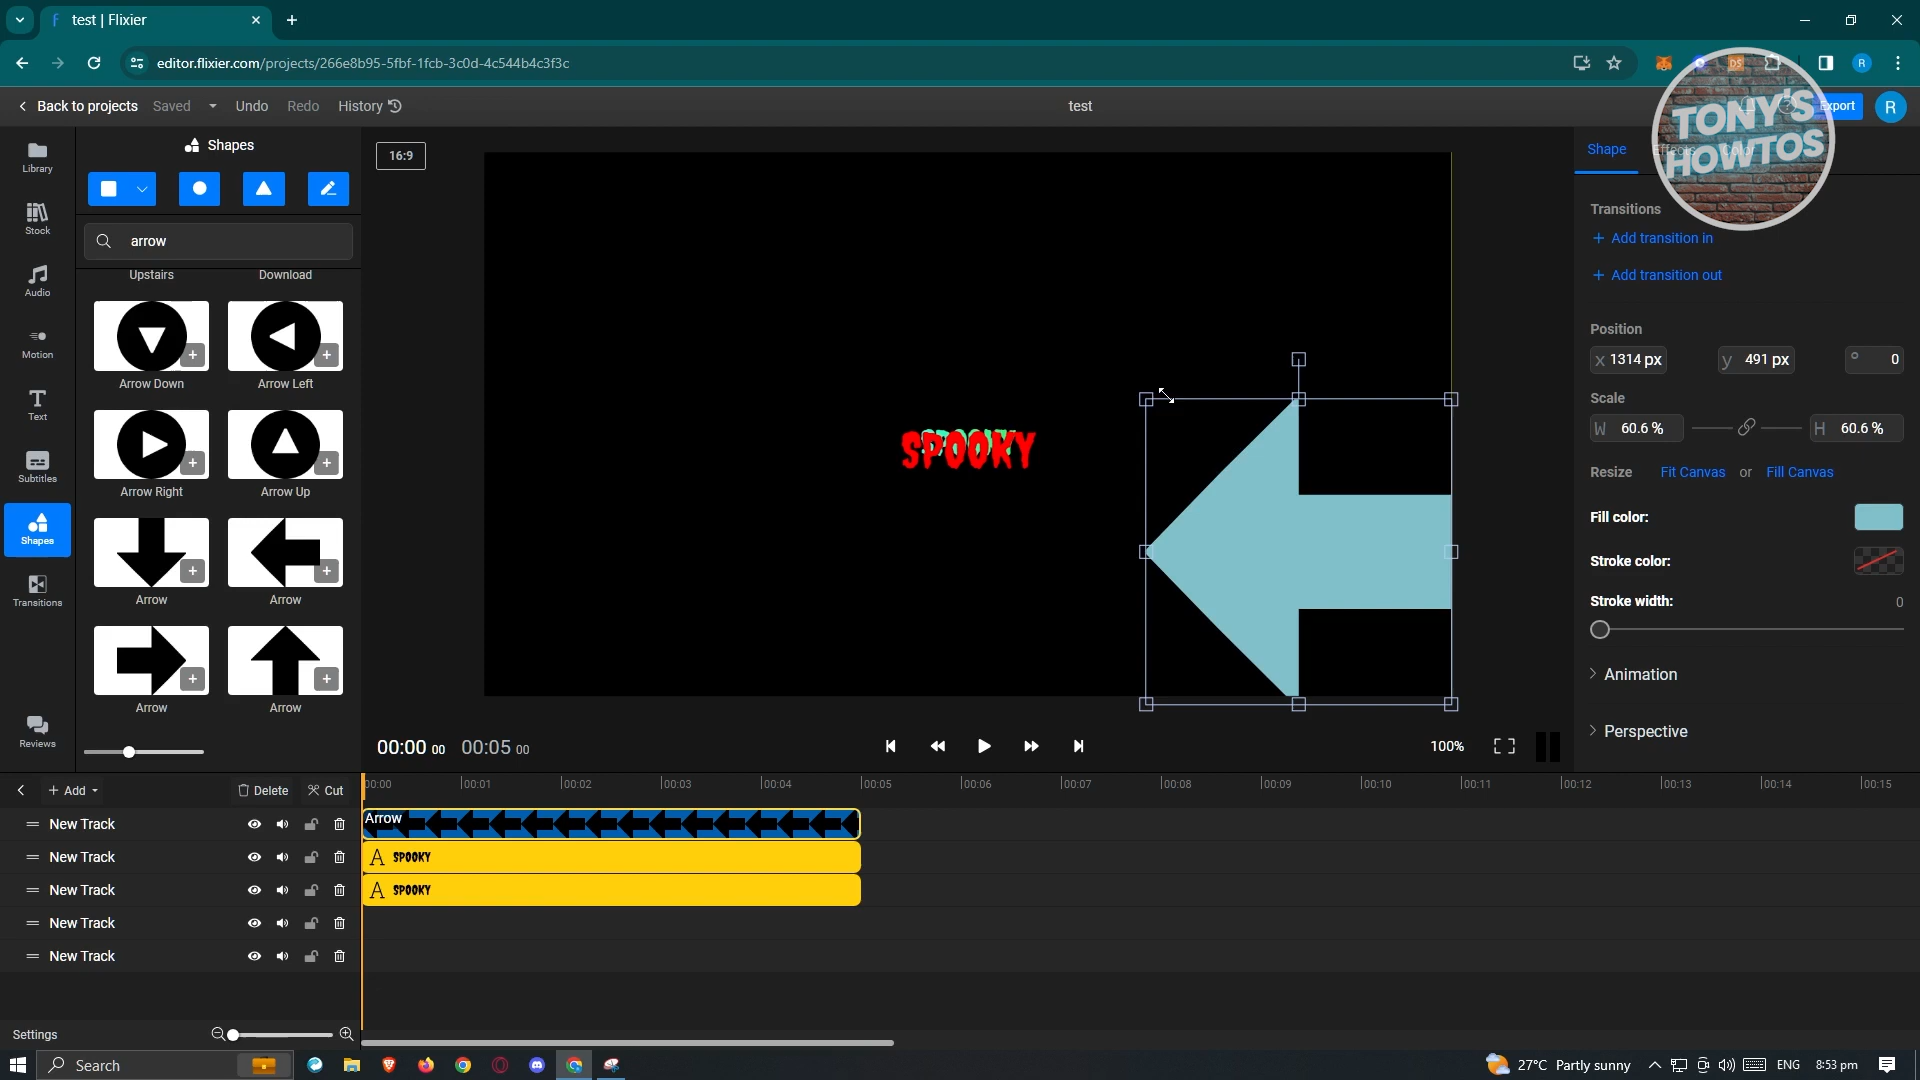 test | Flixier
editor.flixier.com/projects/266e8b95-5fbf-1fcb-3c0d-4c544b4c3f3c
DS
R
Back to projects
Saved
Undo
Redo
History
test
Export
R
TONY'S
HOWTOS
Library
Stock
Audio
Motion
Text
Subtitles
Shapes
Transitions
Reviews
Shapes
arrow
Upstairs
Download
Arrow Down
Arrow Left
Arrow Right
Arrow Up
Arrow
Arrow
Arrow
Arrow
16:9
SPOOKY
SPOOKY
00:00 00
00:05 00
100%
Shape
Effects
Color
Transitions
+ Add transition in
+ Add transition out
Position
x 1314 px
y 491 px
° 0
Scale
W 60.6 %
H 60.6 %
Resize
Fit Canvas or Fill Canvas
Fill color:
Stroke color:
Stroke width:
0
Animation
Perspective
+ Add
Delete
Cut
00:00
00:01
00:02
00:03
00:04
00:05
00:06
00:07
00:08
00:09
00:10
00:11
00:12
00:13
00:14
00:15
New Track
Arrow
New Track
A SPOOKY
New Track
A SPOOKY
New Track
New Track
Settings
Search
27°C Partly sunny
ENG
8:53 pm